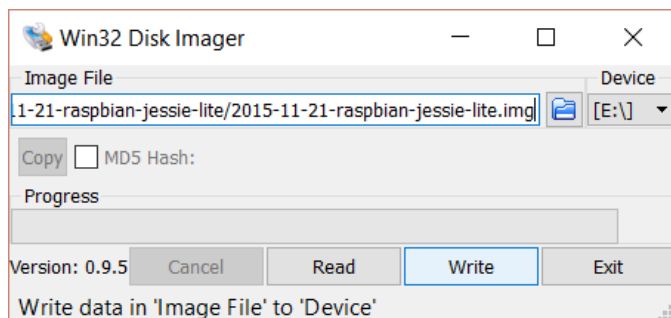 Win32 Disk Imager
Image File
Device
11-21-raspbian-jessie-lite/2015-11-21-raspbian-jessie-lite.img
[E:\]
Copy
MD5 Hash:
Progress
Version: 0.9.5
Cancel
Read
Write
Exit
Write data in 'Image File' to 'Device'